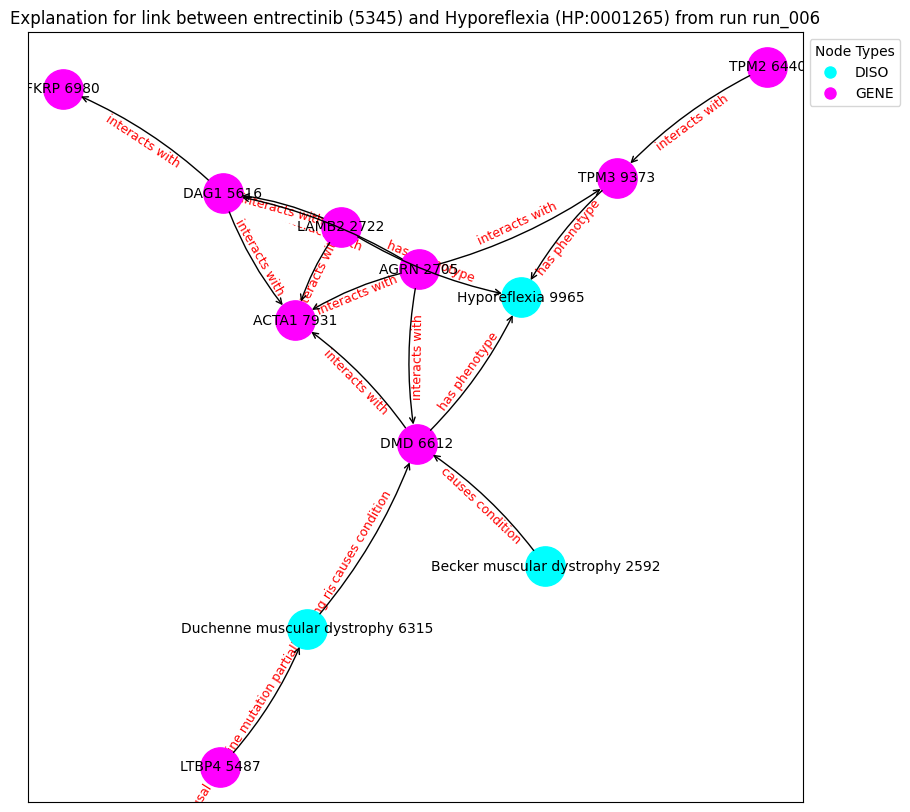 Explanation for link between entrectinib (5345) and Hyporeflexia (HP:0001265) from run run_006
Node Types
DISO
GENE
TPM2 6440
FKRP 6980
interacts with
interacts with
TPM3 9373
DAG1 5616
interacts with
LAMB2 2722
interacts with
has phenotype
interacts with
has phenotype
AGRN 2705
interacts with
interacts with
interacts with
Hyporeflexia 9965
ACTA1 7931
interacts with
interacts with
has phenotype
DMD 6612
causes condition
causes condition
Becker muscular dystrophy 2592
Duchenne muscular dystrophy 6315
mutation partial
LTBP4 5487